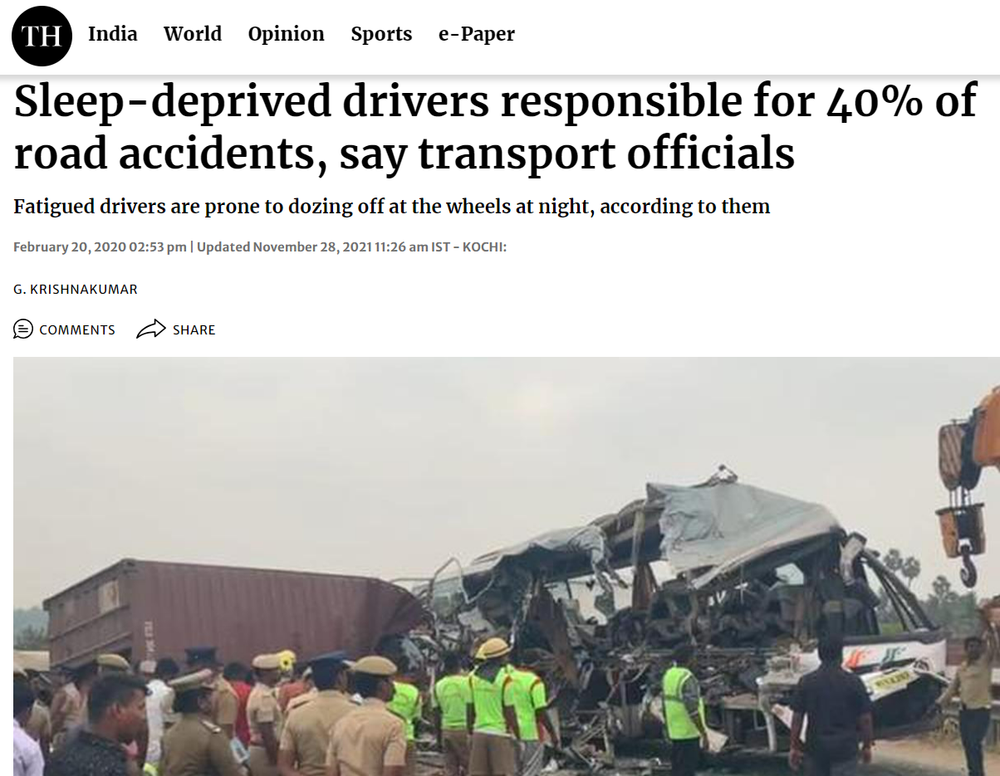 TH India World Opinion Sports e-Paper
Sleep-deprived drivers responsible for 40% of
road accidents, say transport officials
Fatigued drivers are prone to dozing off at the wheels at night, according to them
February 20, 2020 02:53 pm | Updated November 28, 2021 11:26 am IST - KOCHI:
G. KRISHNAKUMAR
COMMENTS SHARE